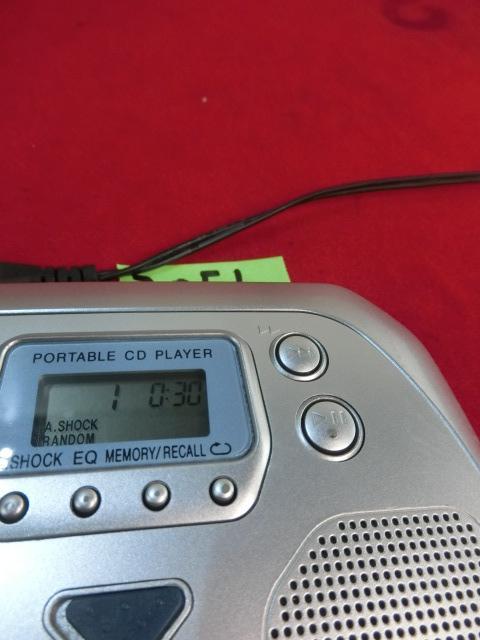 PORTABLE CD PLAYER
1 0:30
A.SHOCK
RANDOM
SHOCK EQ MEMORY/RECALL